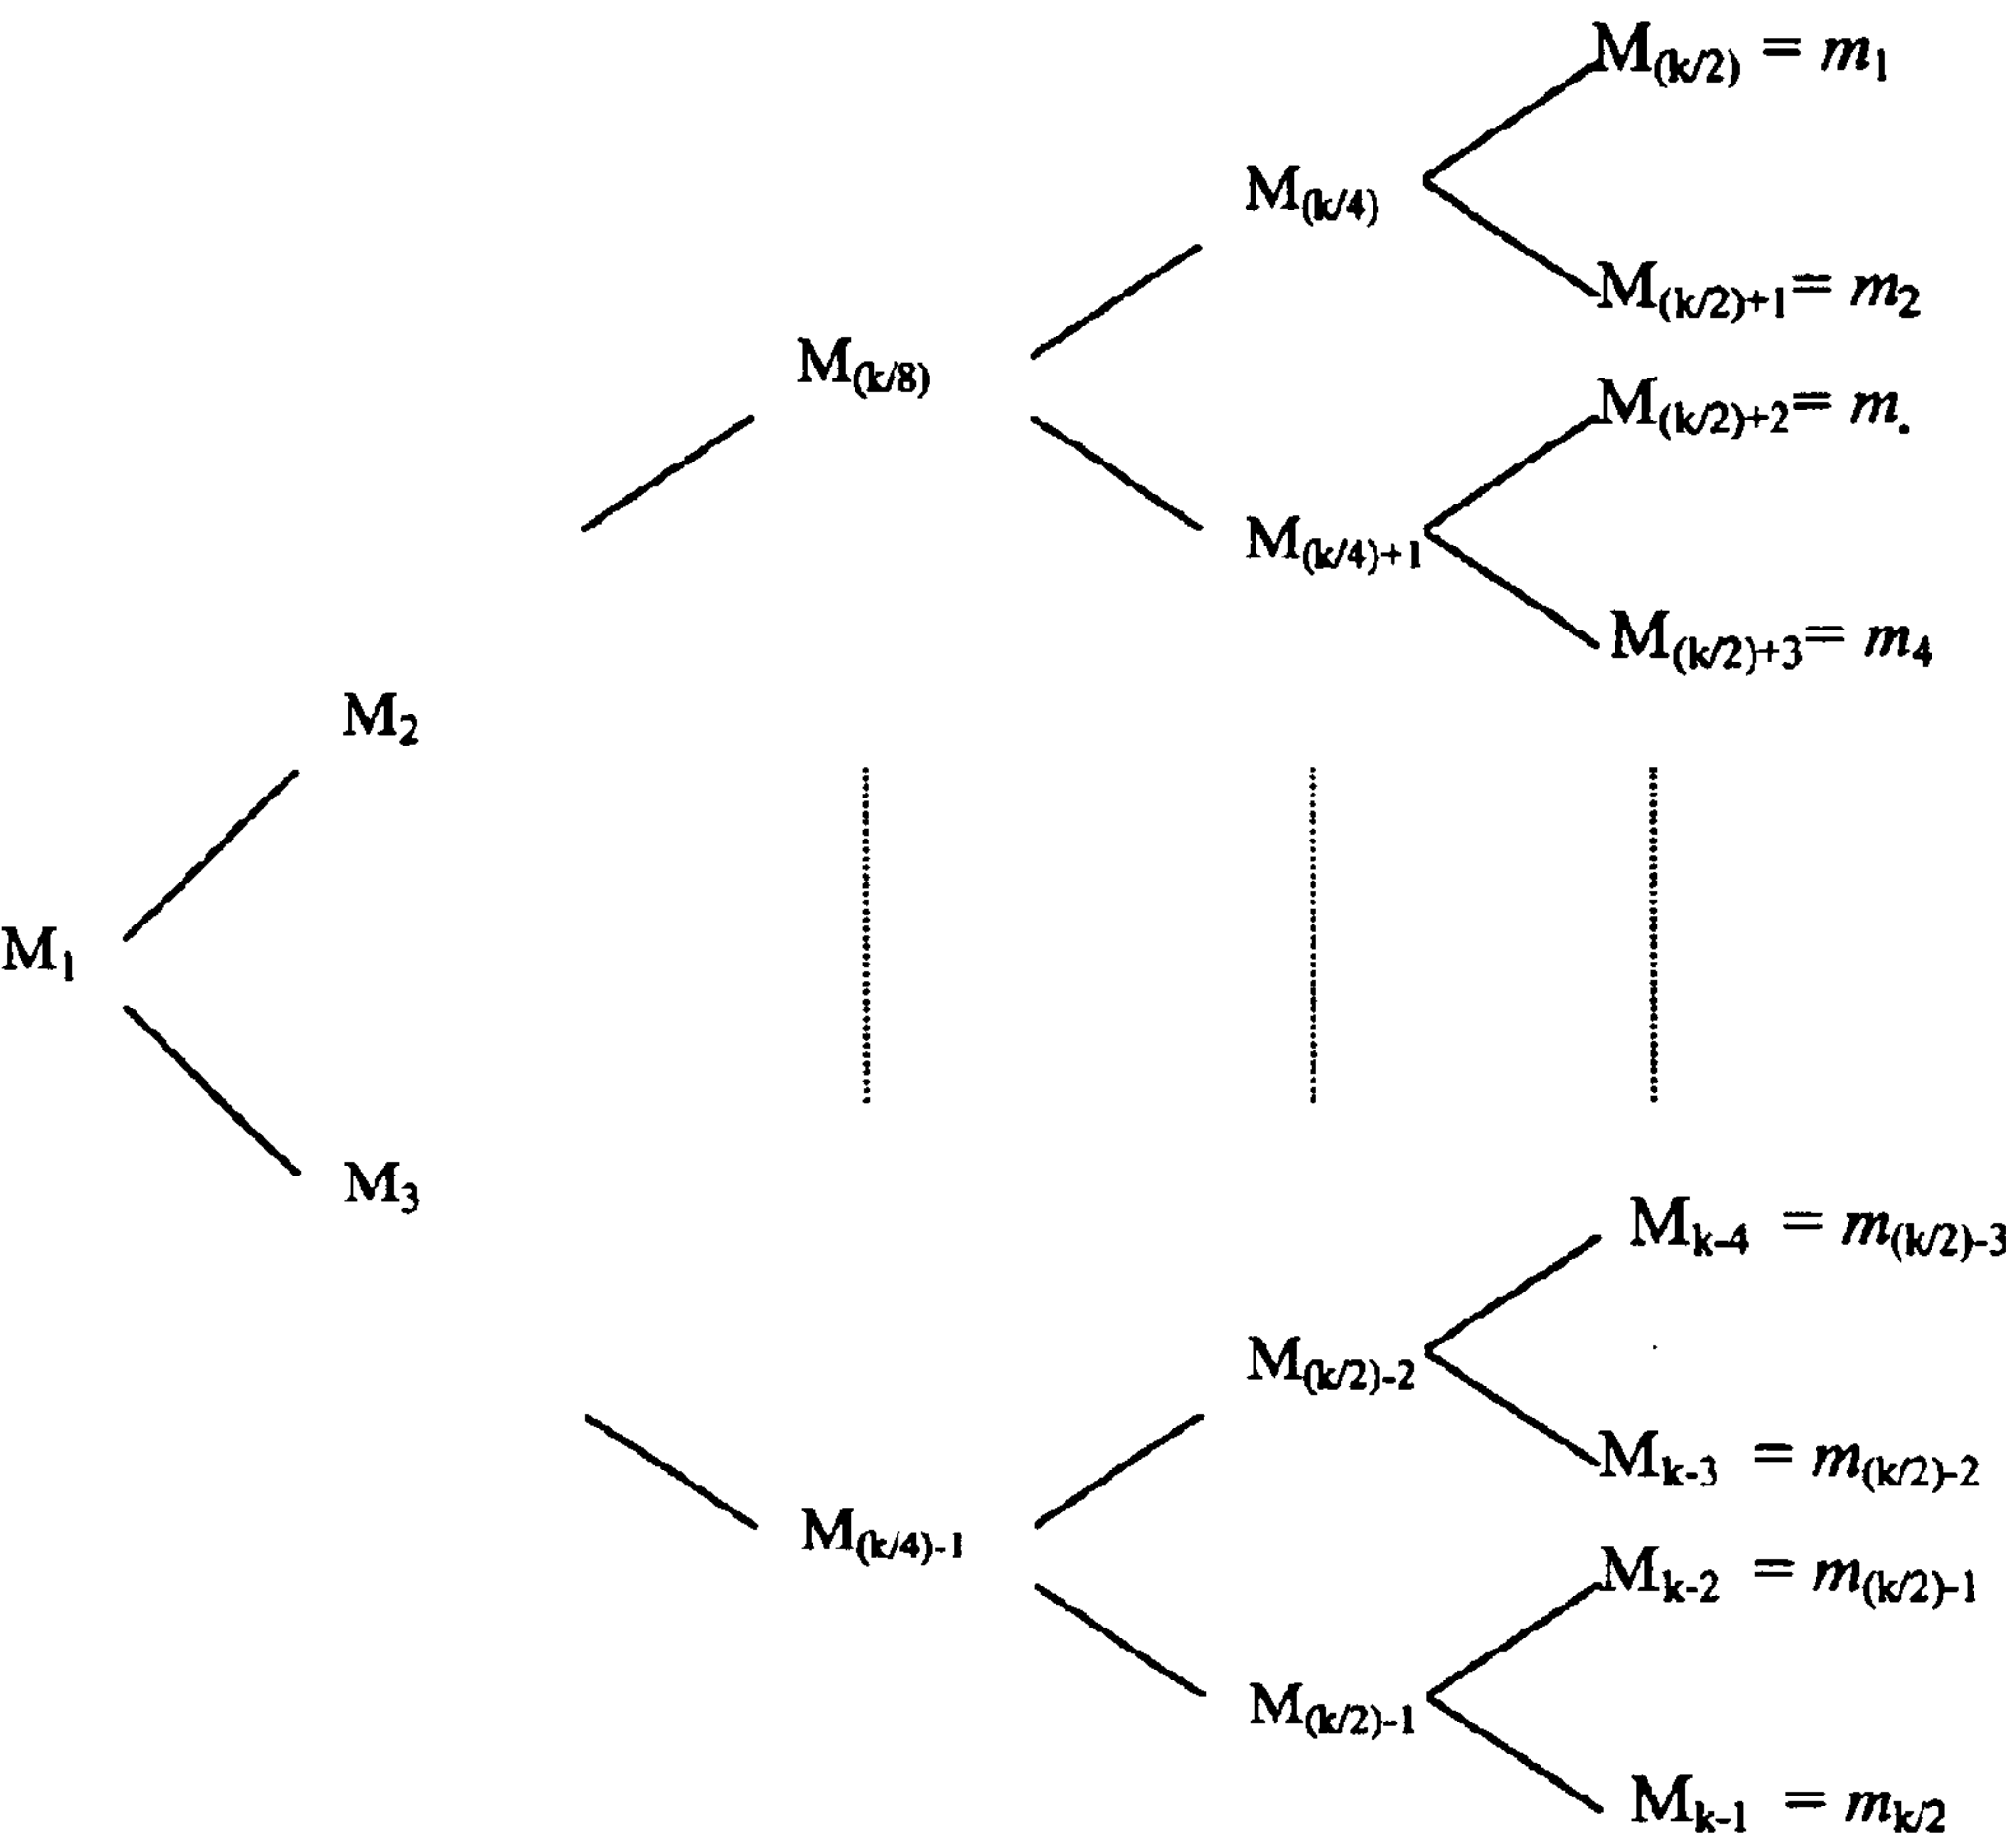 M(k/2) = m1
M(k/4)
M(k/2)+1= m2
M(k/8)
M(k/2)+2= m.
M(k/4)+1
M(k/2)+3= m4
M2
M1
M3
Mk-4 = m(k/2)-3
M(k/2)-2
Mk-3 = m(k/2)-2
M(k/4)-1
Mk-2 = m(k/2)-1
M(k/2)-1
Mk-1 = mk/2